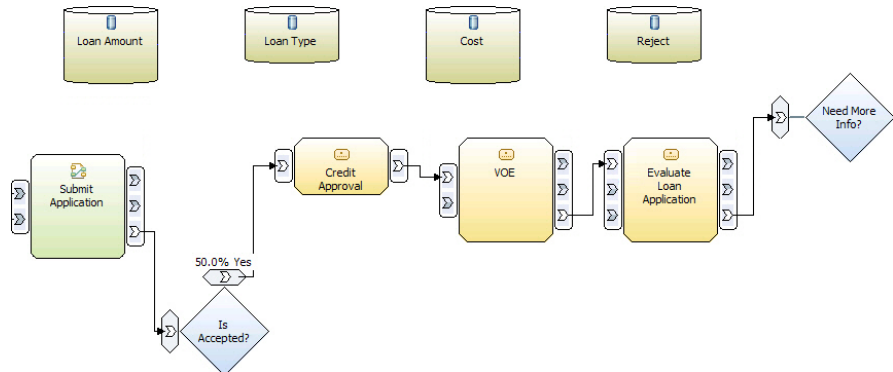 Loan Amount
Loan Type
Cost
Reject
Need More
Info?
Submit
Application
Credit
Approval
VOE
Evaluate
Loan
Application
50.0% Yes
Is
Accepted?